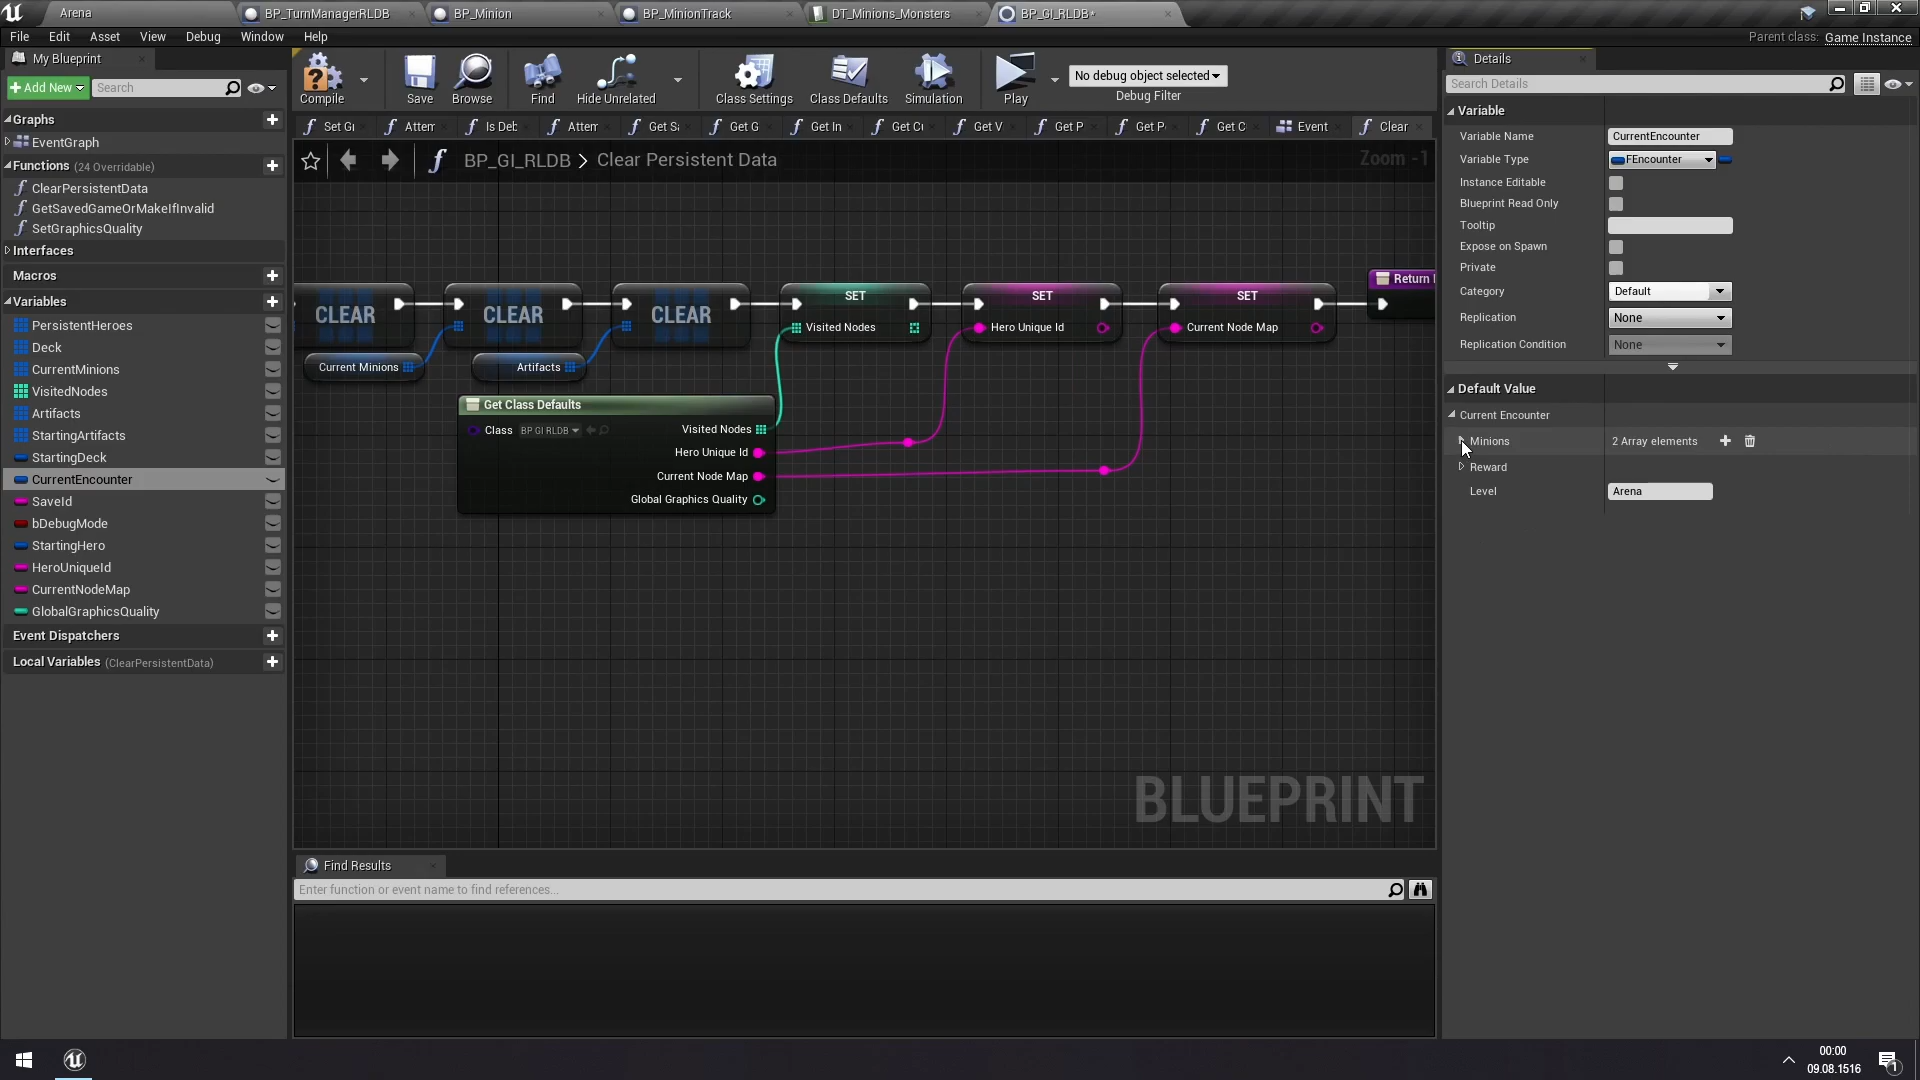 Arena
BP_TurnManagerRLDB
BP_Minion
BP_MinionTrack
DT_Minions_Monsters
BP_GI_RLDB*
File Edit Asset View Debug Window Help
Parent class: Game Instance
My Blueprint
Add New
Search
Compile
Save
Browse
Find
Hide Unrelated
Class Settings
Class Defaults
Simulation
Play
No debug object selected
Debug Filter
Set Gi
Attem
Is Deb
Attem
Get Sa
Get G
Get In
Get Ci
Get V
Get P
Get P
Get C
Event
Clear
BP_GI_RLDB > Clear Persistent Data
Zoom -1
Graphs
EventGraph
Functions (24 Overridable)
ClearPersistentData
GetSavedGameOrMakeIfInvalid
SetGraphicsQuality
Interfaces
Macros
Variables
PersistentHeroes
Deck
CurrentMinions
VisitedNodes
Artifacts
StartingArtifacts
StartingDeck
CurrentEncounter
SaveId
bDebugMode
StartingHero
HeroUniqueId
CurrentNodeMap
GlobalGraphicsQuality
Event Dispatchers
Local Variables (ClearPersistentData)
CLEAR
CLEAR
CLEAR
SET
Visited Nodes
SET
Hero Unique Id
SET
Current Node Map
Return
Current Minions
Artifacts
Get Class Defaults
Class BP GI RLDB
Visited Nodes
Hero Unique Id
Current Node Map
Global Graphics Quality
BLUEPRINT
Find Results
Enter function or event name to find references...
Details
Search Details
Variable
Variable Name CurrentEncounter
Variable Type FEncounter
Instance Editable
Blueprint Read Only
Tooltip
Expose on Spawn
Private
Category Default
Replication None
Replication Condition None
Default Value
Current Encounter
Minions 2 Array elements
Reward
Level Arena
00:00
09.08.1516
1